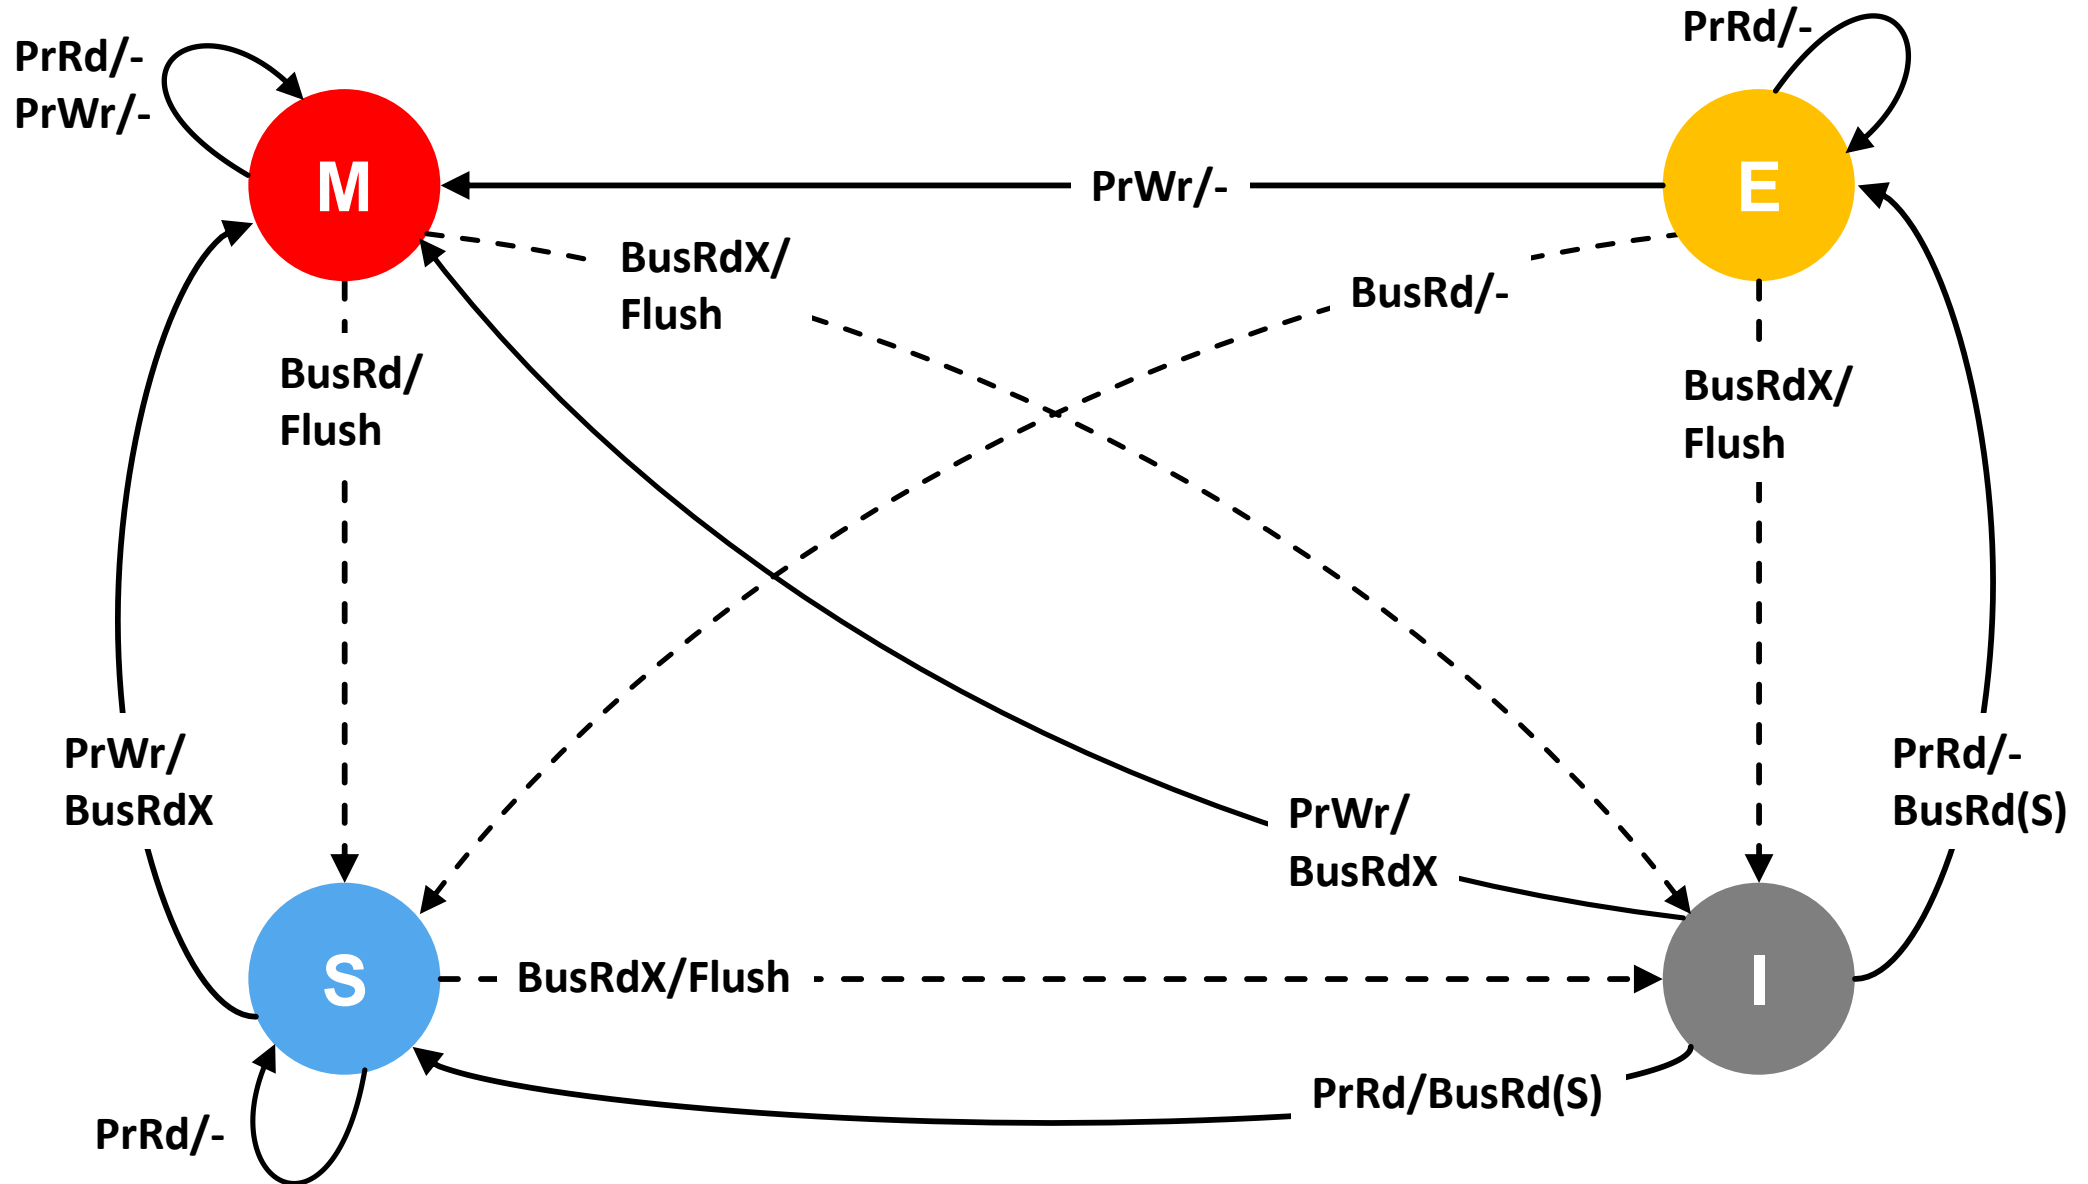 PrRd/-
PrWr/-
PrRd/-
M
PrWr/-
E
BusRdX/
Flush
BusRd/-
BusRd/
Flush
BusRdX/
Flush
PrWr/
BusRdX
PrWr/
BusRdX
PrRd/-
BusRd(S)
S
BusRdX/Flush
I
PrRd/BusRd(S)
PrRd/-